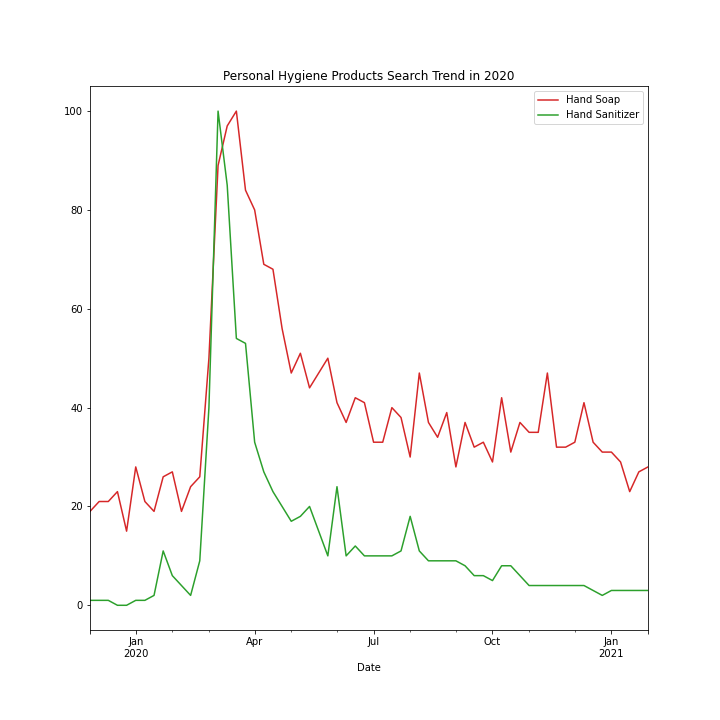 Personal Hygiene Products Search Trend in 2020
Hand Soap
Hand Sanitizer
100
80
60
40
20
0
Jan
2020
Apr
Jul
Oct
Jan
2021
Date